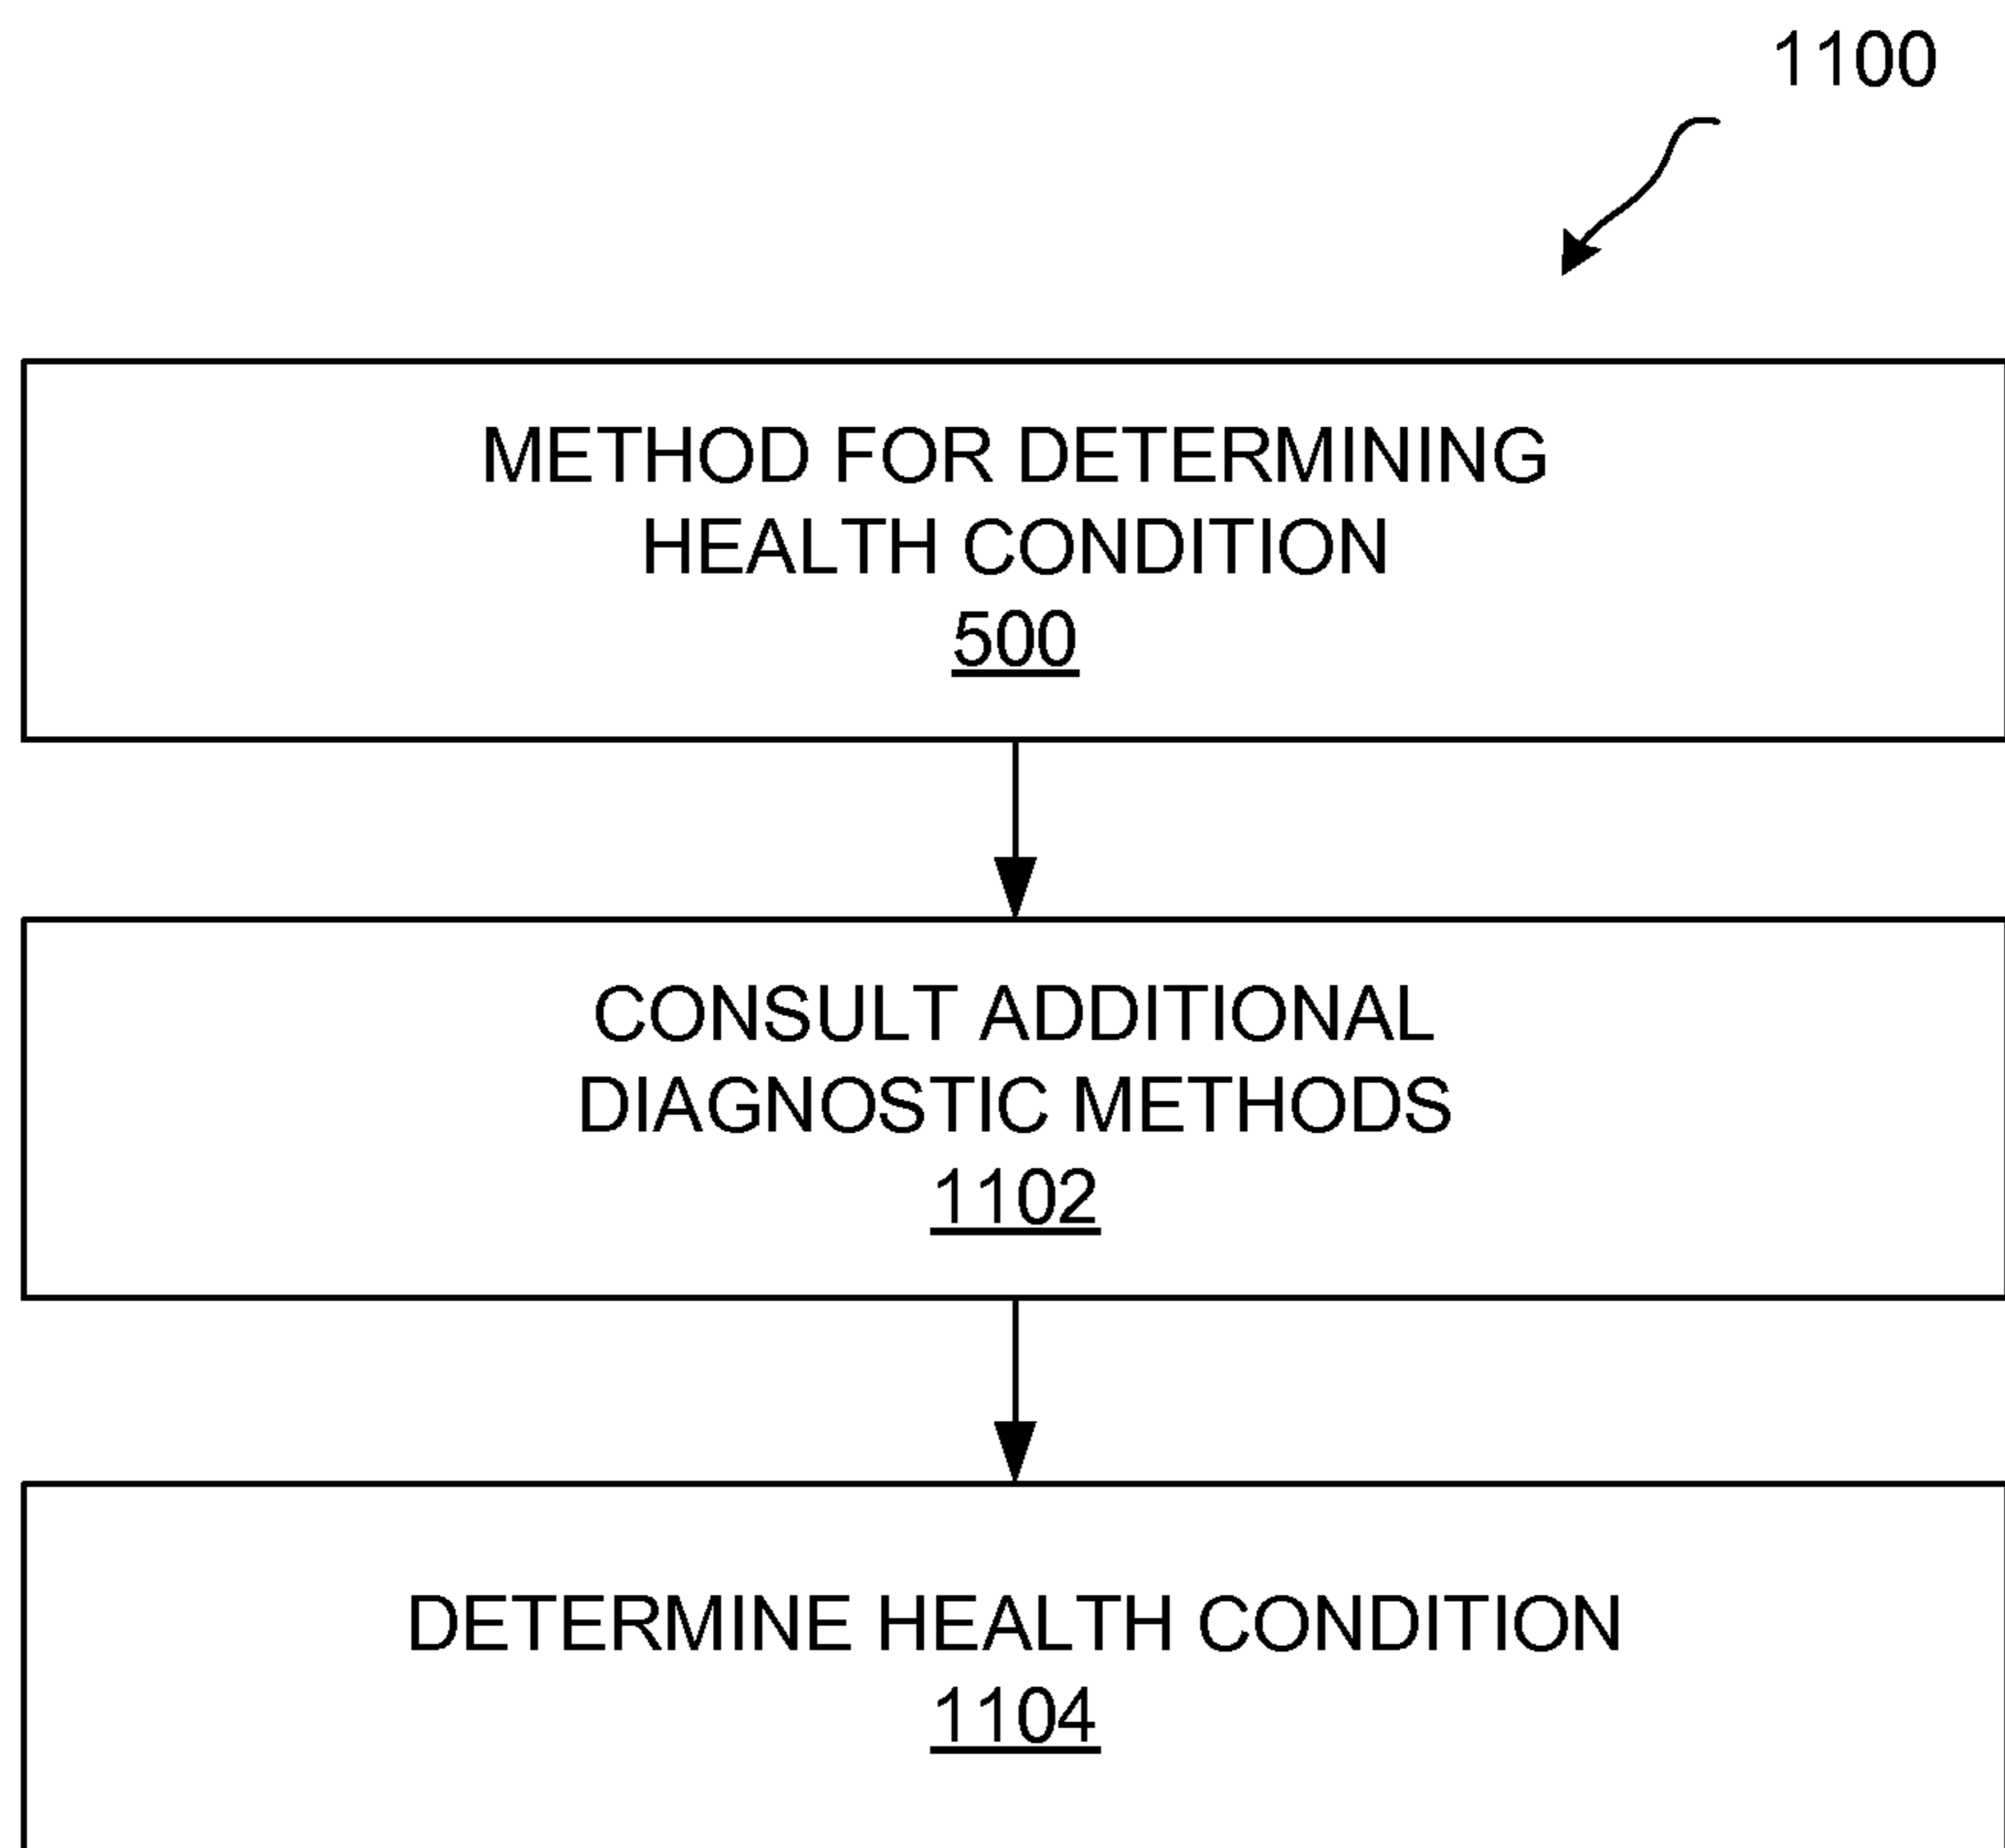 1100
METHOD FOR DETERMINING
HEALTH CONDITION
500
CONSULT ADDITIONAL
DIAGNOSTIC METHODS
1102
DETERMINE HEALTH CONDITION
1104